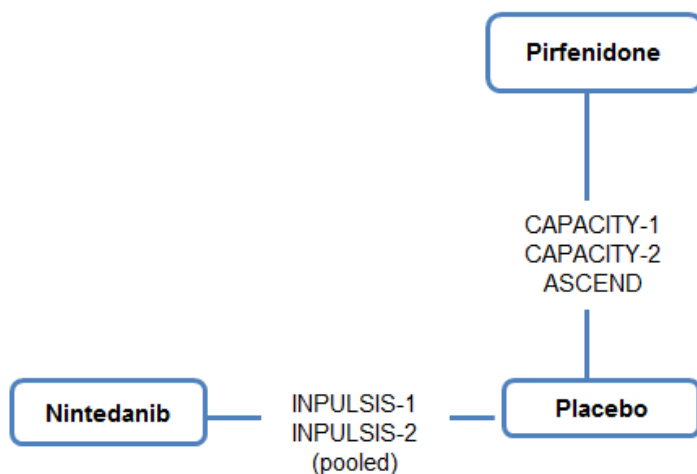 Pirfenidone
CAPACITY-1
CAPACITY-2
ASCEND
Nintedanib
INPULSIS-1
INPULSIS-2
(pooled)
Placebo